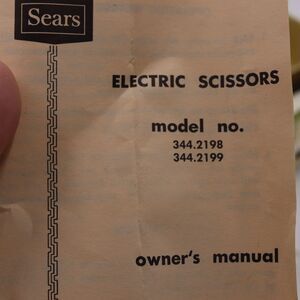 Sears
ELECTRIC SCISSORS
model no.
344.2198
344.2199
owner's manual